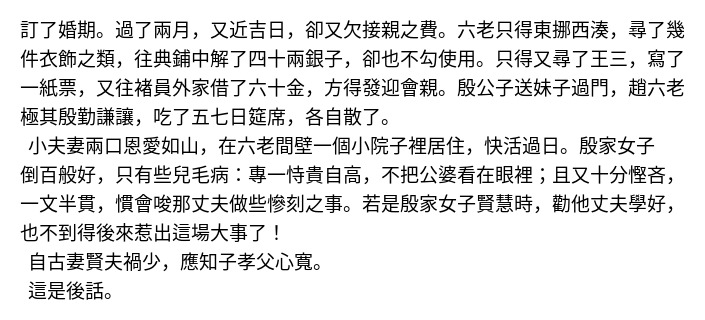 訂了婚期。過了兩月，又近吉日，卻又欠接親之費。六老只得東挪西湊，尋了幾
件衣飾之類，往典鋪中解了四十兩銀子，卻也不勾使用。只得又尋了王三，寫了
一紙票，又往褚員外家借了六十金，方得發迎會親。殷公子送妹子過門，趙六老
極其殷勤謙讓，吃了五七日筵席，各自散了。
小夫妻兩口恩愛如山，在六老間壁一個小院子裡居住，快活過日。殷家女子
倒百般好，只有些兒毛病：專一恃貴自高，不把公婆看在眼裡；且又十分慳吝，
一文半貫，慣會唆那丈夫做些慘刻之事。若是殷家女子賢慧時，勸他丈夫學好，
也不到得後來惹出這場大事了！
自古妻賢夫禍少，應知子孝父心寬。
這是後話。